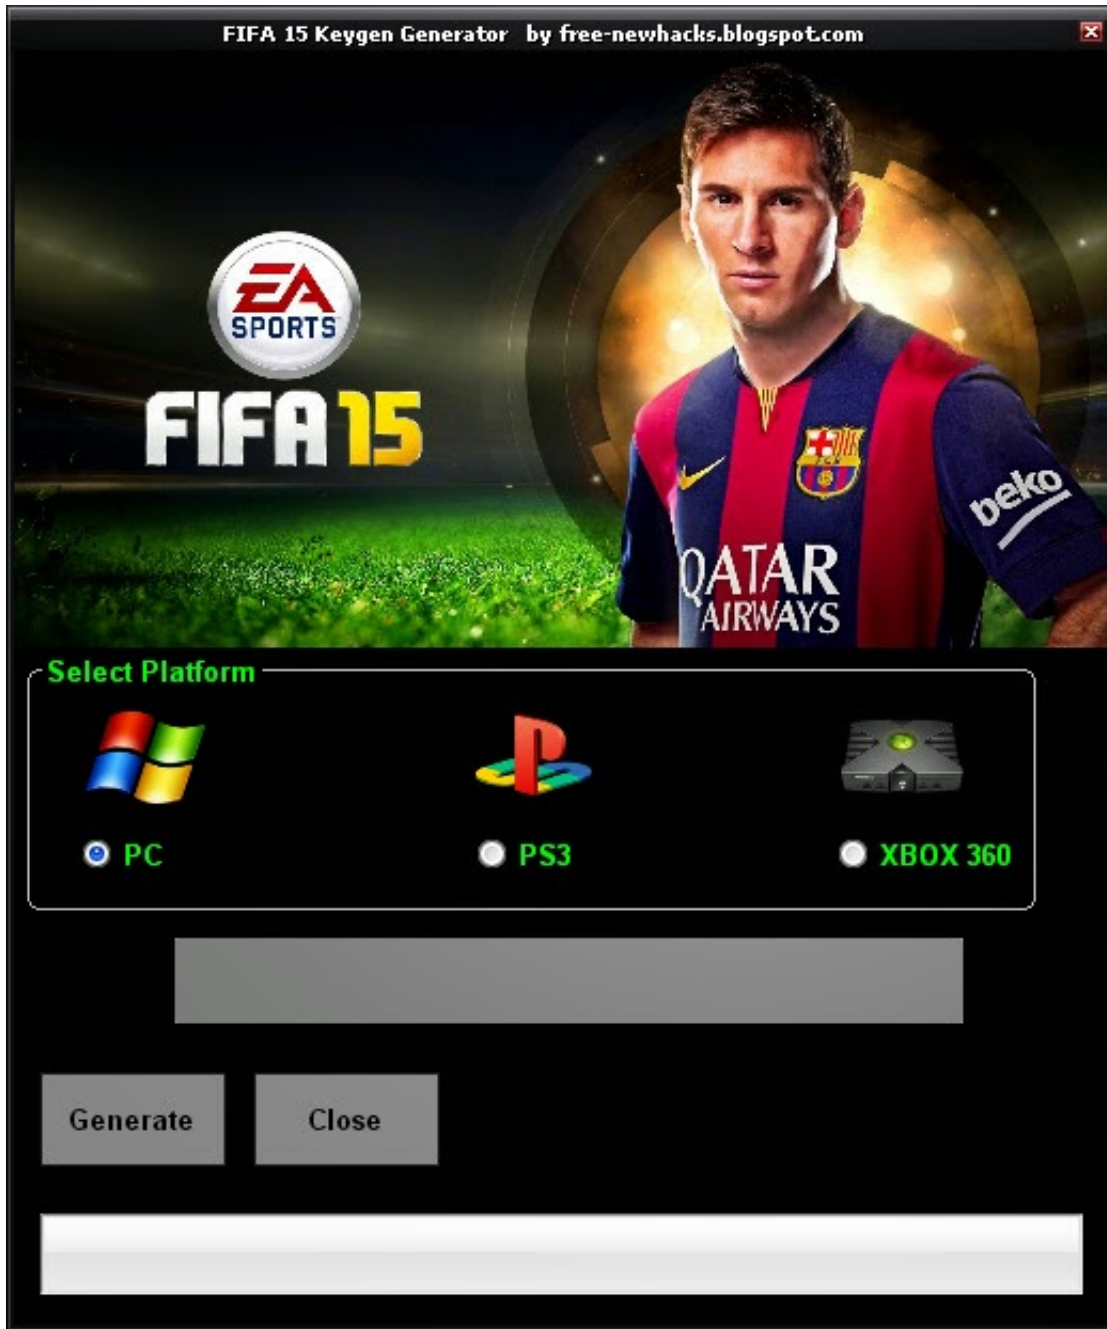 FIFA 15 Keygen Generator by free-newhacks.blogspot.com
EA
SPORTS
FIFA 15
FCB
beko
QATAR
AIRWAYS
Select Platform
PC
PS3
XBOX 360
Generate
Close